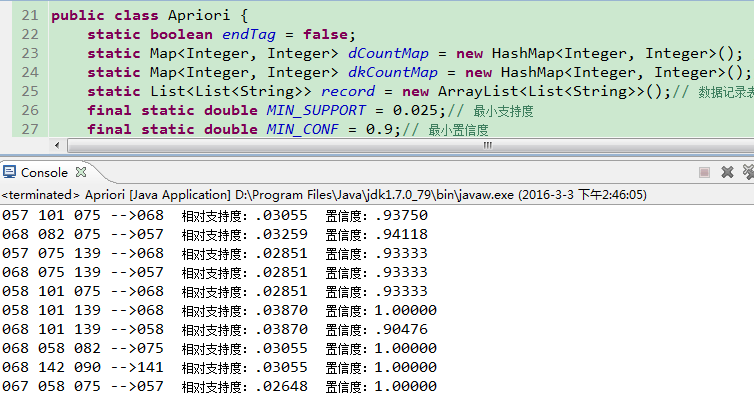 21 public class Apriori {
22 static boolean endTag = false;
23 static Map<Integer, Integer> dCountMap = new HashMap<Integer, Integer>();
24 static Map<Integer, Integer> dkCountMap = new HashMap<Integer, Integer>();
25 static List<List<String>> record = new ArrayList<List<String>>();// 数据记录表
26 final static double MIN_SUPPORT = 0.025;// 最小支持度
27 final static double MIN_CONF = 0.9;// 最小置信度
Console
<terminated> Apriori [Java Application] D:\Program Files\Java\jdk1.7.0_79\bin\javaw.exe (2016-3-3 下午2:46:05)
057 101 075 -->068 相对支持度: .03055 置信度: .93750
068 082 075 -->057 相对支持度: .03259 置信度: .94118
057 075 139 -->068 相对支持度: .02851 置信度: .93333
068 075 139 -->057 相对支持度: .02851 置信度: .93333
058 101 075 -->068 相对支持度: .02851 置信度: .93333
058 101 139 -->068 相对支持度: .03870 置信度: 1.00000
068 101 139 -->058 相对支持度: .03870 置信度: .90476
068 058 082 -->075 相对支持度: .03055 置信度: 1.00000
068 142 090 -->141 相对支持度: .03055 置信度: 1.00000
067 058 075 -->057 相对支持度: .02648 置信度: 1.00000